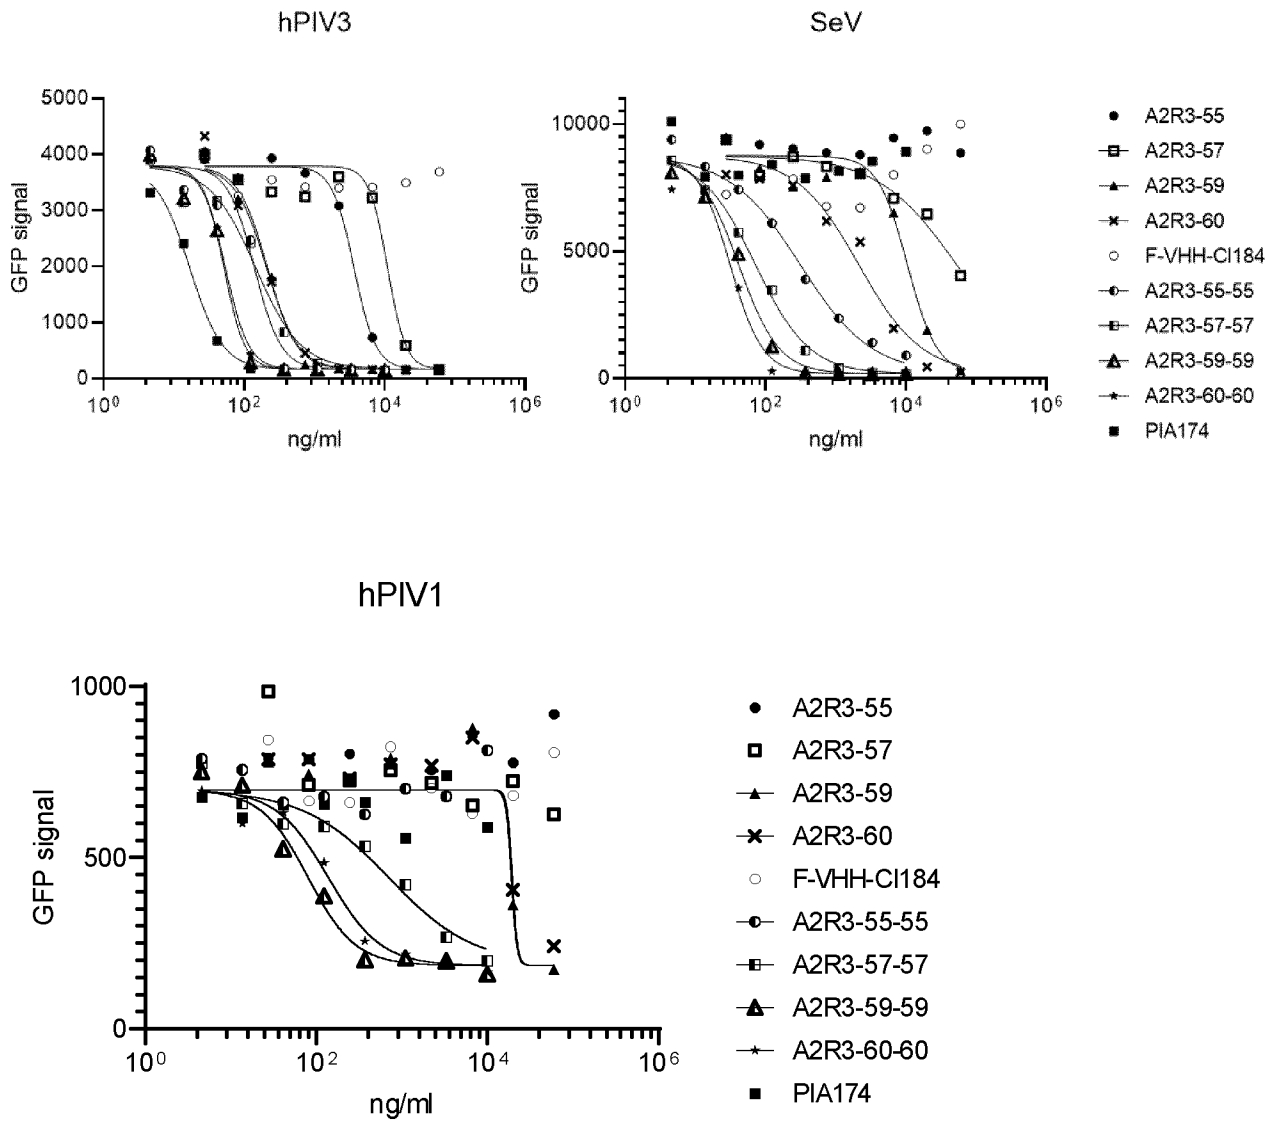 hPIV3
SeV
5000
4000
3000
2000
1000
0
GFP signal
10^0
10^2
10^4
10^6
ng/ml
10000
5000
0
GFP signal
10^0
10^2
10^4
10^6
ng/ml
A2R3-55
A2R3-57
A2R3-59
A2R3-60
F-VHH-Cl184
A2R3-55-55
A2R3-57-57
A2R3-59-59
A2R3-60-60
PIA174
hPIV1
1000
500
0
GFP signal
10^0
10^2
10^4
10^6
ng/ml
A2R3-55
A2R3-57
A2R3-59
A2R3-60
F-VHH-Cl184
A2R3-55-55
A2R3-57-57
A2R3-59-59
A2R3-60-60
PIA174